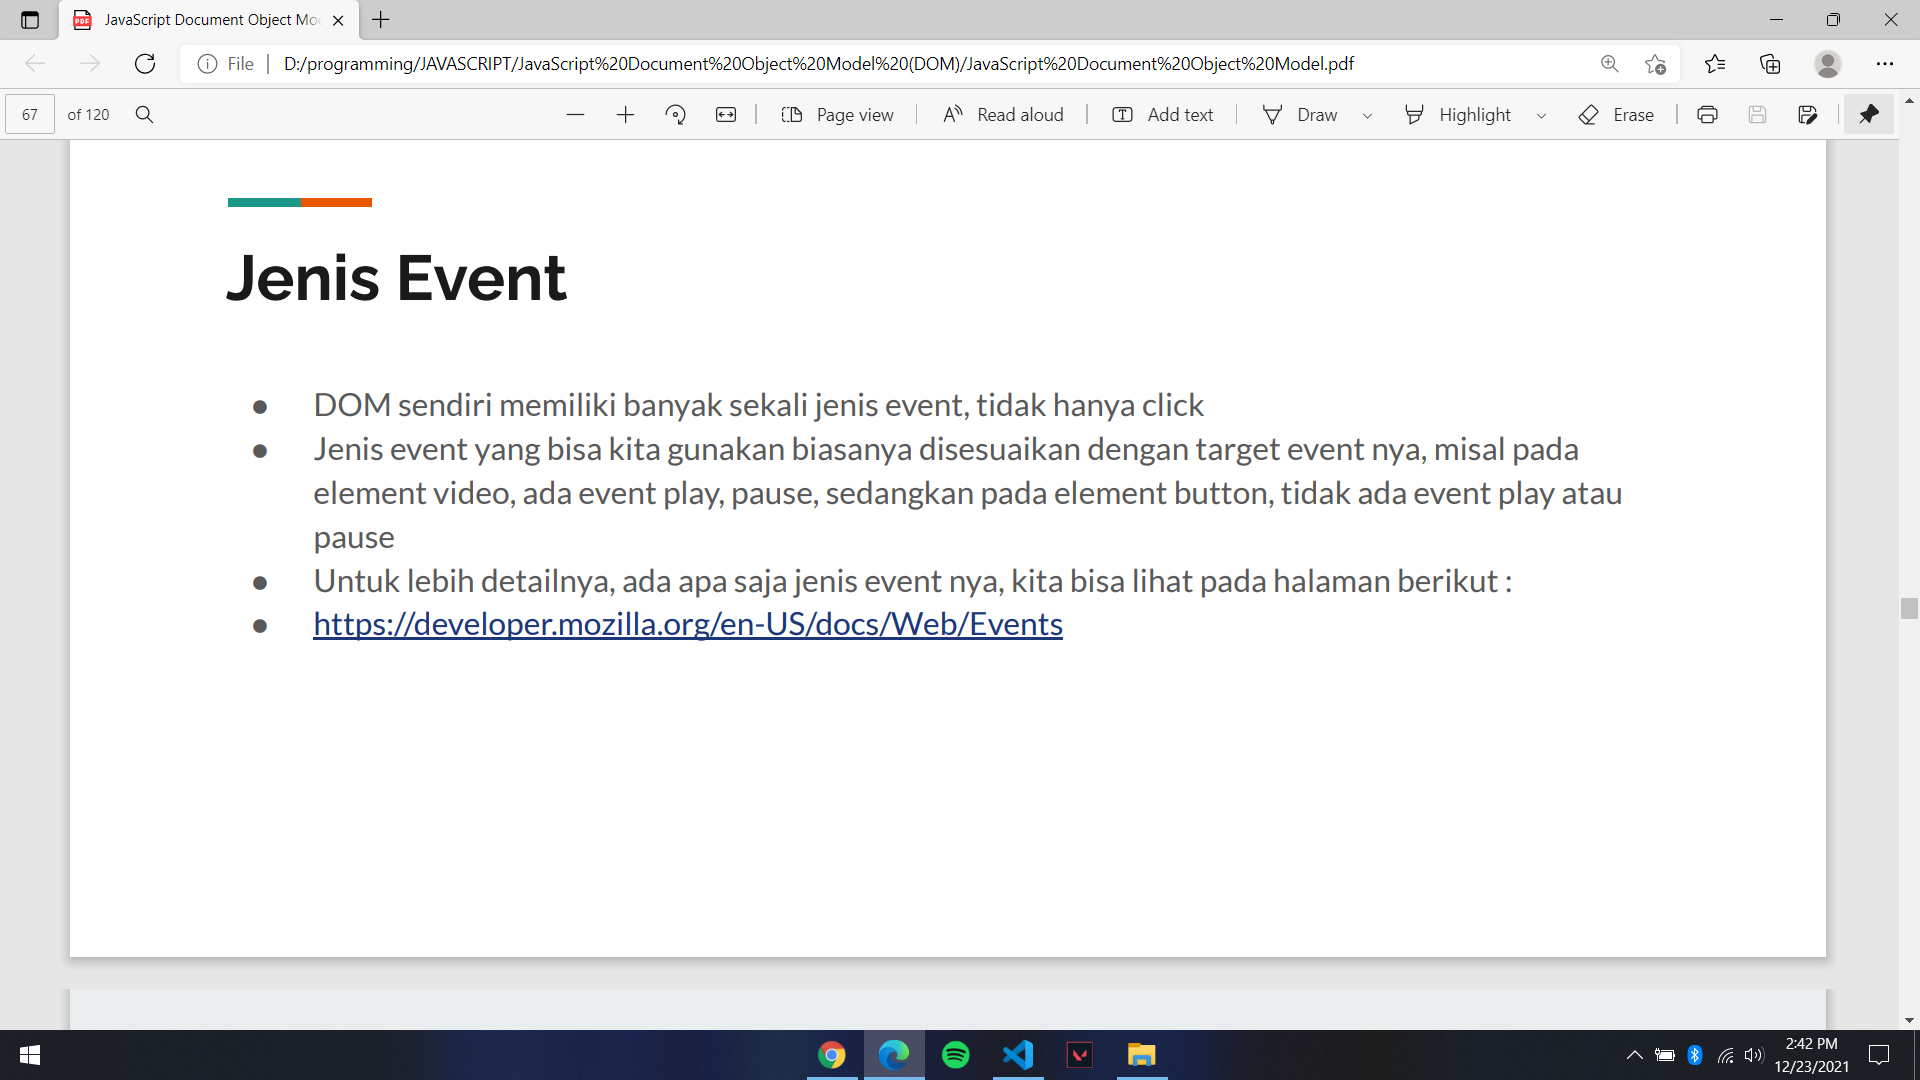 JavaScript Document Object Mo
File
D:/programming/JAVASCRIPT/JavaScript%20Document%20Object%20Model%20(DOM)/JavaScript%20Document%20Object%20Model.pdf
67 of 120
Page view
Read aloud
Add text
Draw
Highlight
Erase
Jenis Event
● DOM sendiri memiliki banyak sekali jenis event, tidak hanya click
● Jenis event yang bisa kita gunakan biasanya disesuaikan dengan target event nya, misal pada
element video, ada event play, pause, sedangkan pada element button, tidak ada event play atau
pause
● Untuk lebih detailnya, ada apa saja jenis event nya, kita bisa lihat pada halaman berikut :
● https://developer.mozilla.org/en-US/docs/Web/Events
2:42 PM
12/23/2021